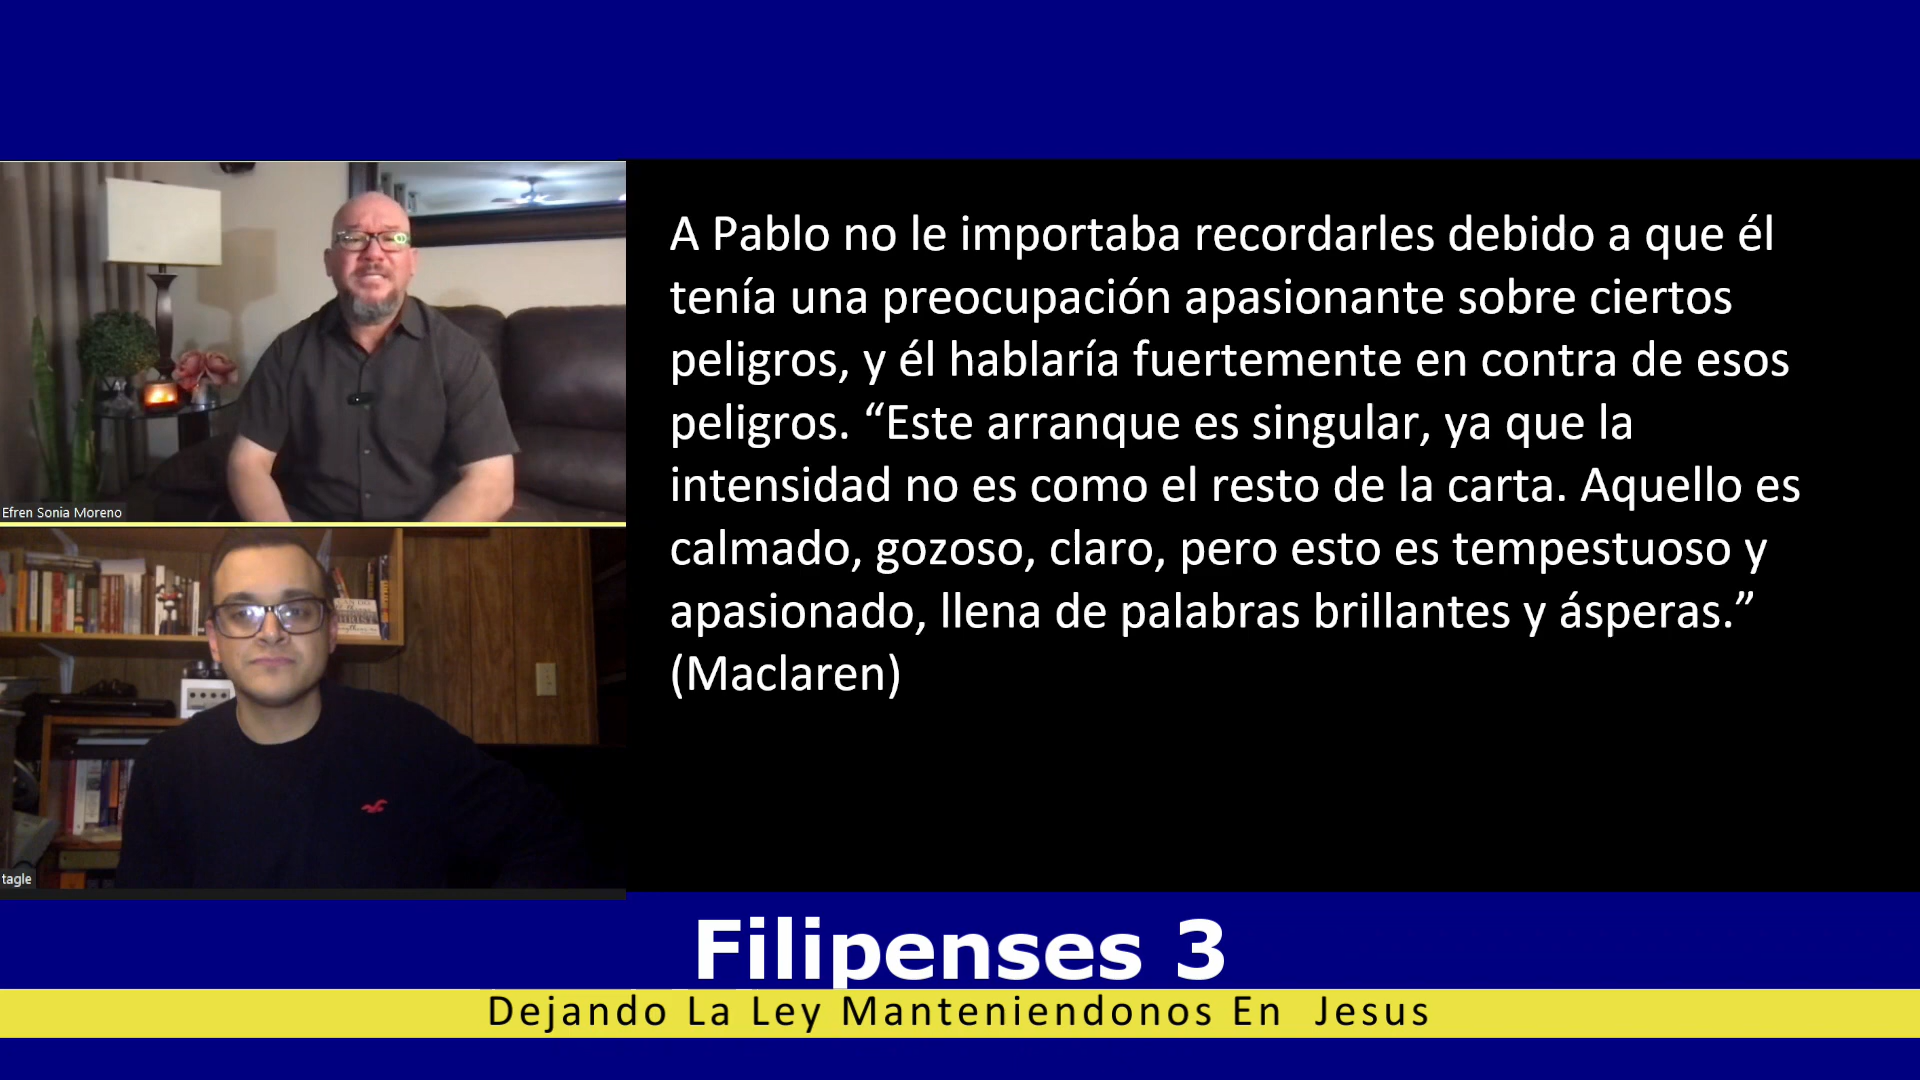 A Pablo no le importaba recordarles debido a que él
tenía una preocupación apasionante sobre ciertos
peligros, y él hablaría fuertemente en contra de esos
peligros. “Este arranque es singular, ya que la
intensidad no es como el resto de la carta. Aquello es
calmado, gozoso, claro, pero esto es tempestuoso y
apasionado, llena de palabras brillantes y ásperas.”
(Maclaren)
Efren Sonia Moreno
tagle
Filipenses 3
Dejando La Ley Manteniendonos En Jesus